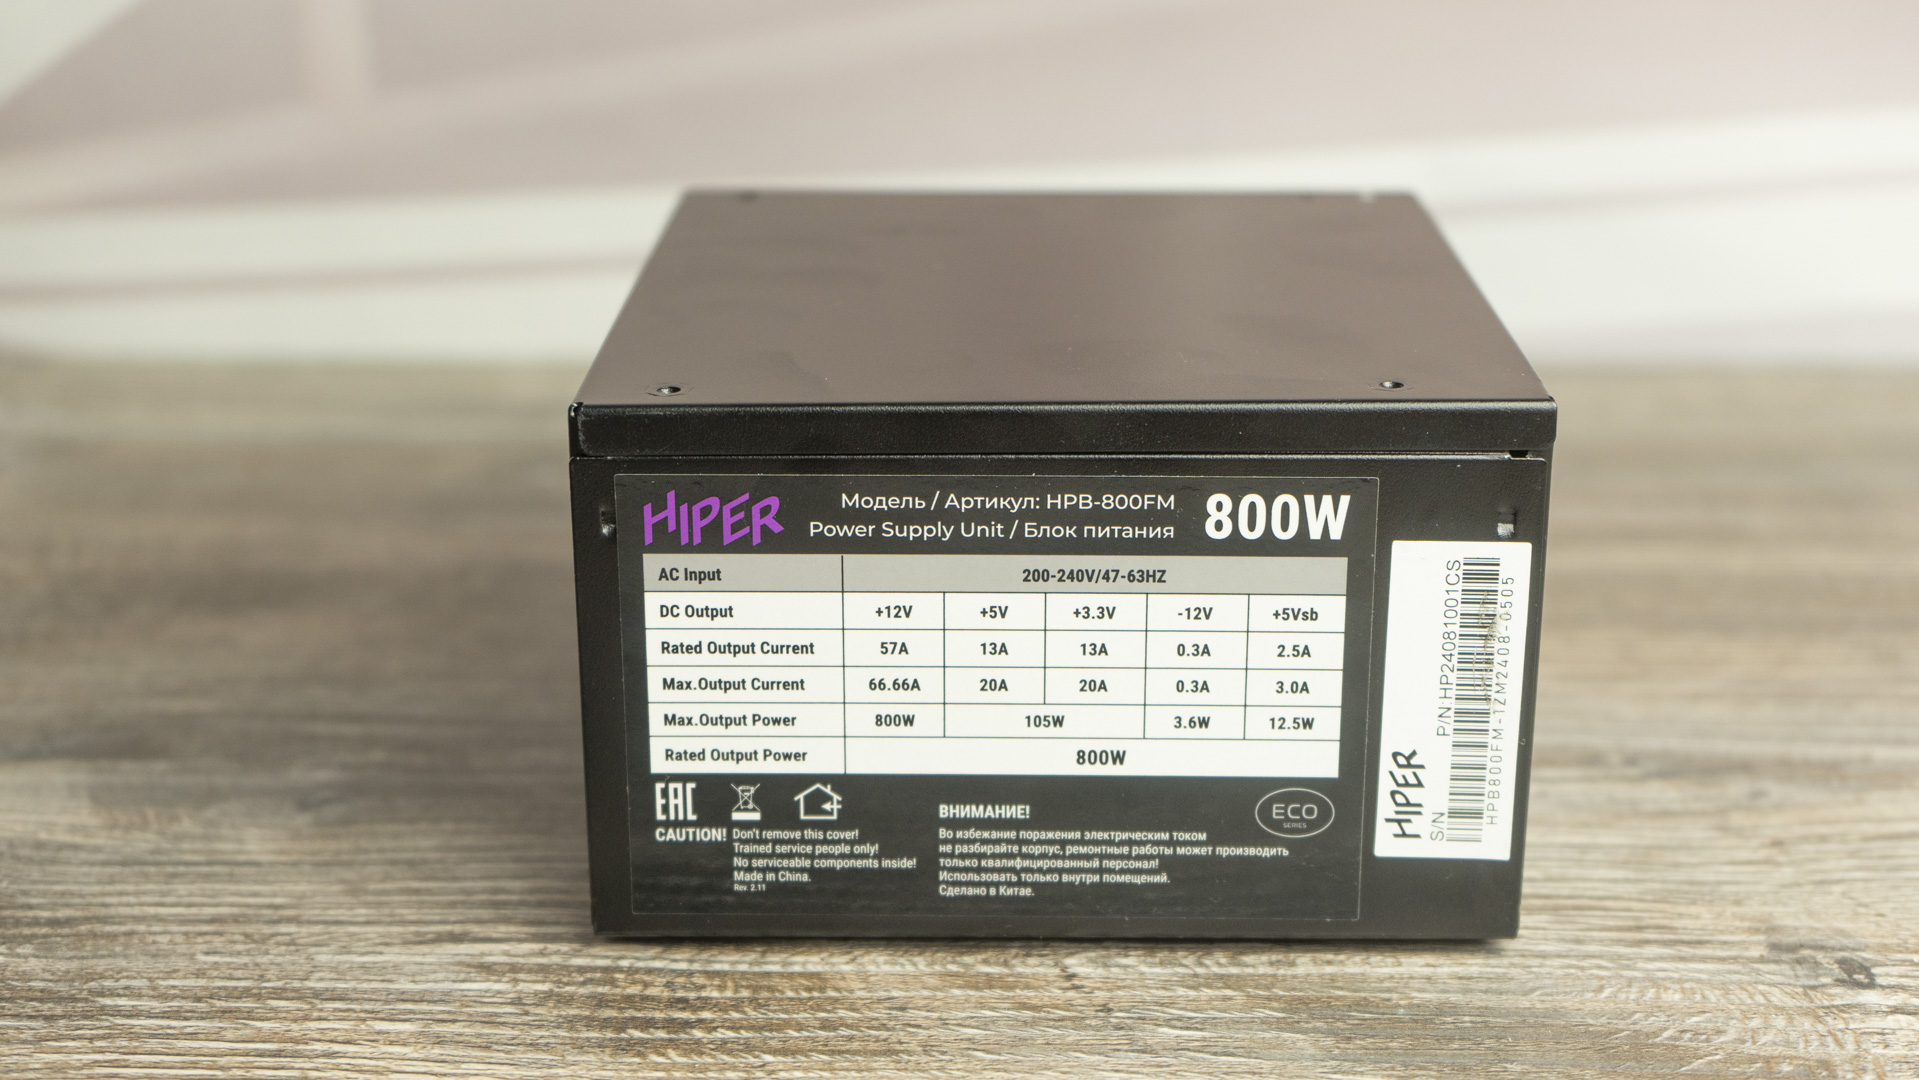 HIPER
Модель / Артикул: HPB-800FM
Power Supply Unit / Блок питания
800W
AC Input 200-240V/47-63HZ
DC Output +12V +5V +3.3V -12V +5Vsb
Rated Output Current 57A 13A 13A 0.3A 2.5A
Max.Output Current 66.66A 20A 20A 0.3A 3.0A
Max.Output Power 800W 105W 3.6W 12.5W
Rated Output Power 800W
EAC
CAUTION! Don't remove this cover!
Trained service people only!
No serviceable components inside!
Made in China.
Rev. 2.11
ВНИМАНИЕ!
Во избежание поражения электрическим током
не разбирайте корпус, ремонтные работы может производить
только квалифицированный персонал!
Использовать только внутри помещений.
Сделано в Китае.
ECO
SERIES
HIPER
P/N:HP24081001CS
S/N
HPB800FM-1ZM2408-0505